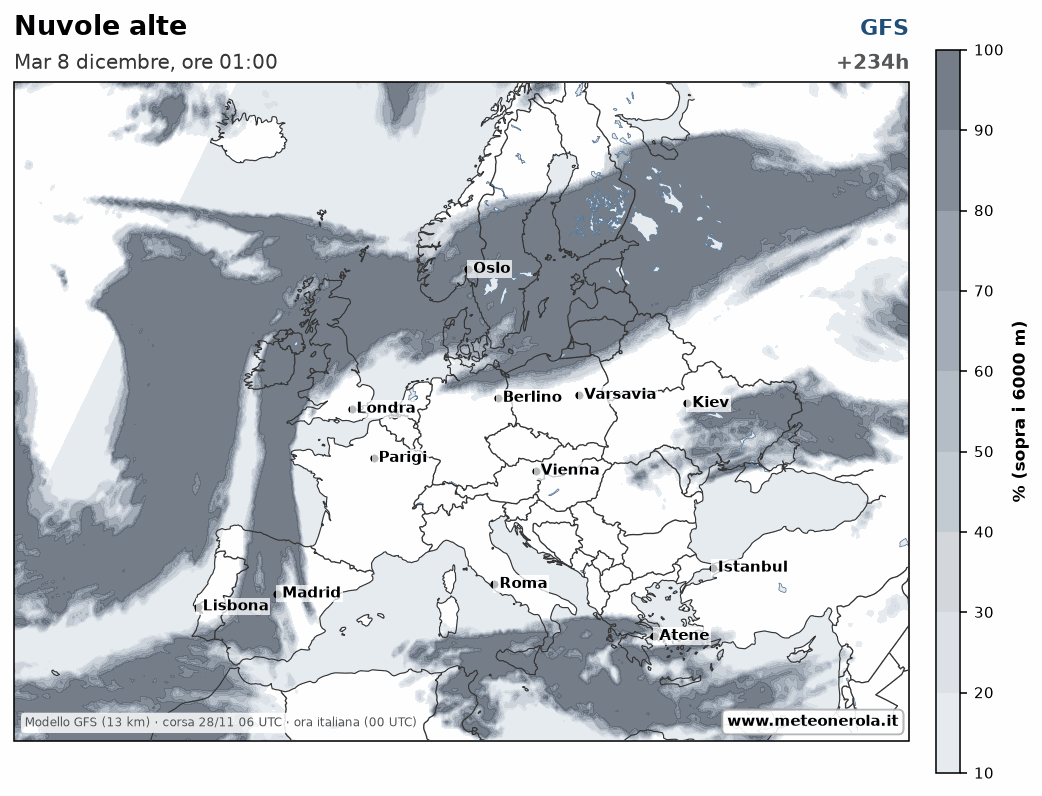 Nuvole alte
GFS
Mar 8 dicembre, ore 01:00
+234h
100
90
80
70
60
50
40
30
20
10
% (sopra i 6000 m)
Oslo
Berlino
Varsavia
Kiev
Londra
Parigi
Vienna
Istanbul
Roma
Madrid
Lisbona
Atene
Modello GFS (13 km) · corsa 28/11 06 UTC · ora italiana (00 UTC)
www.meteonerola.it